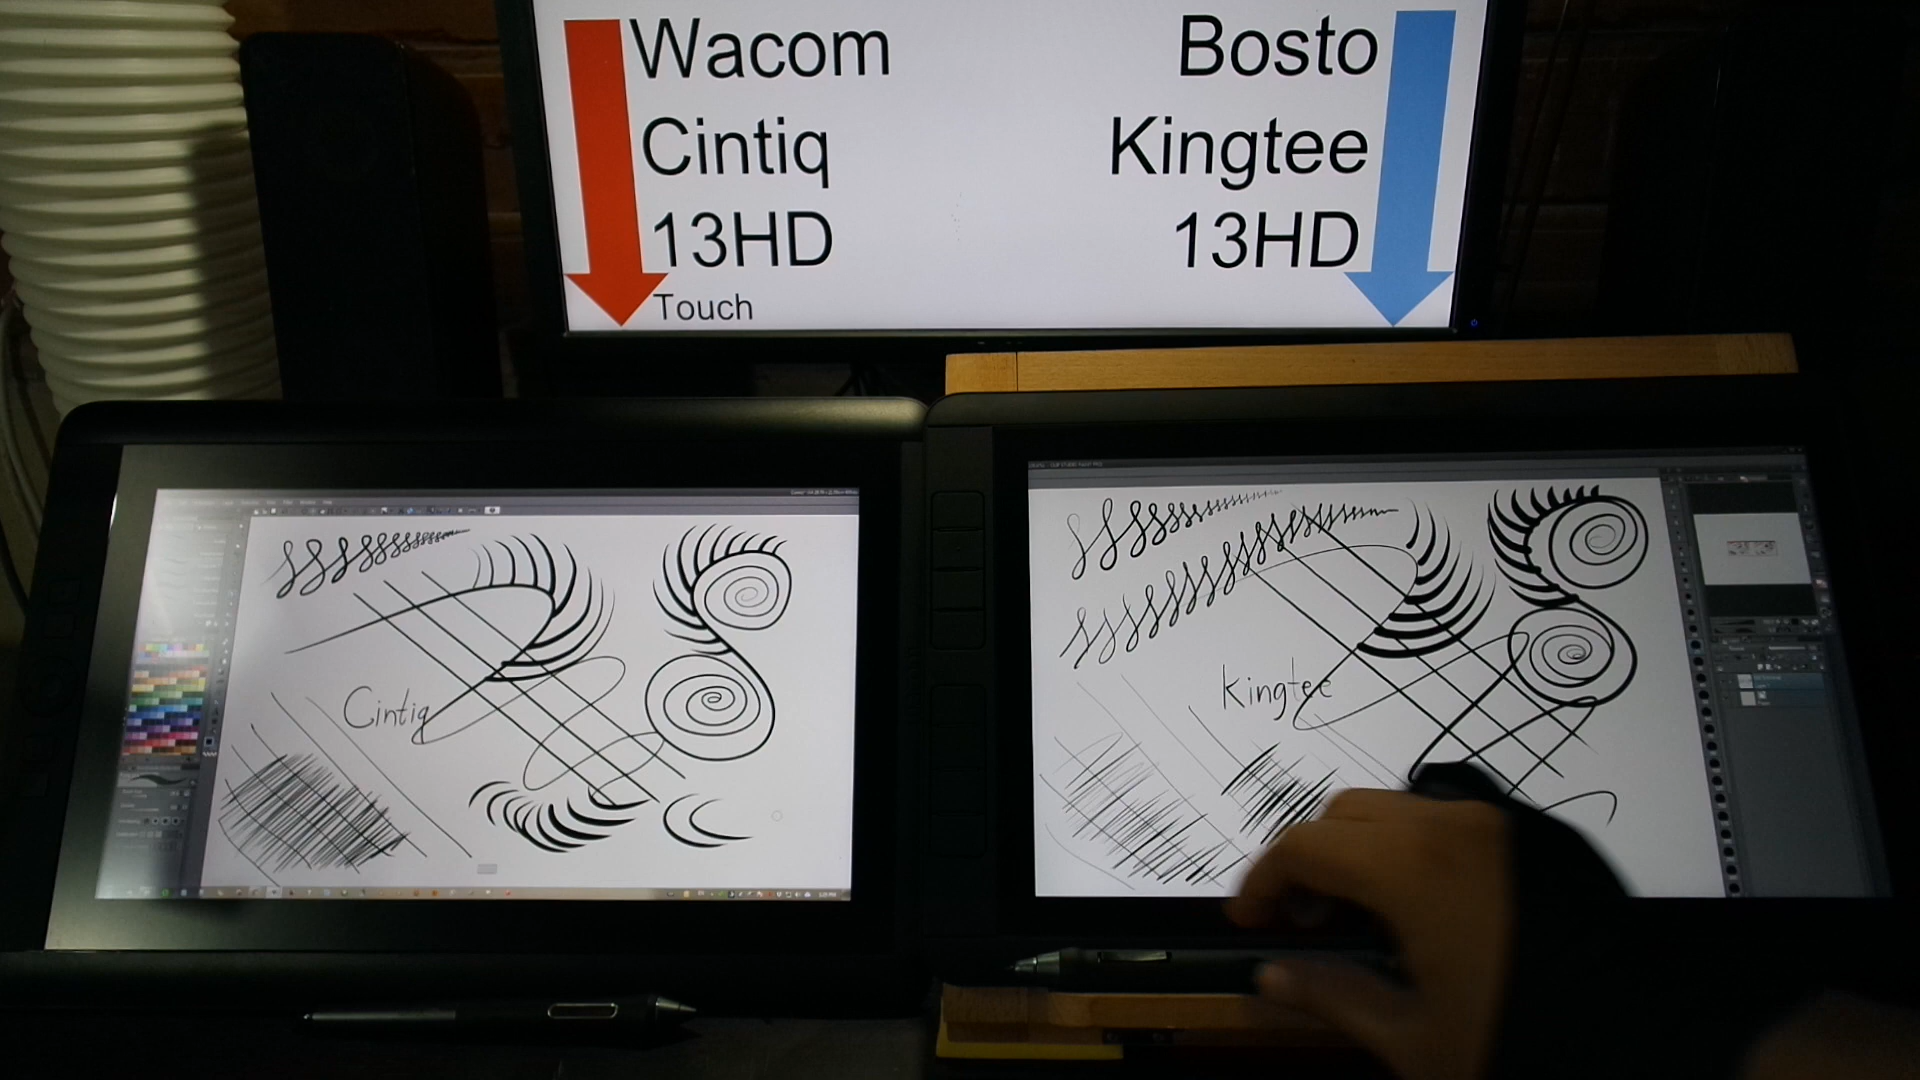 Wacom
Cintiq
13HD
Touch
Bosto
Kingtee
13HD
Cintiq
Kingtee